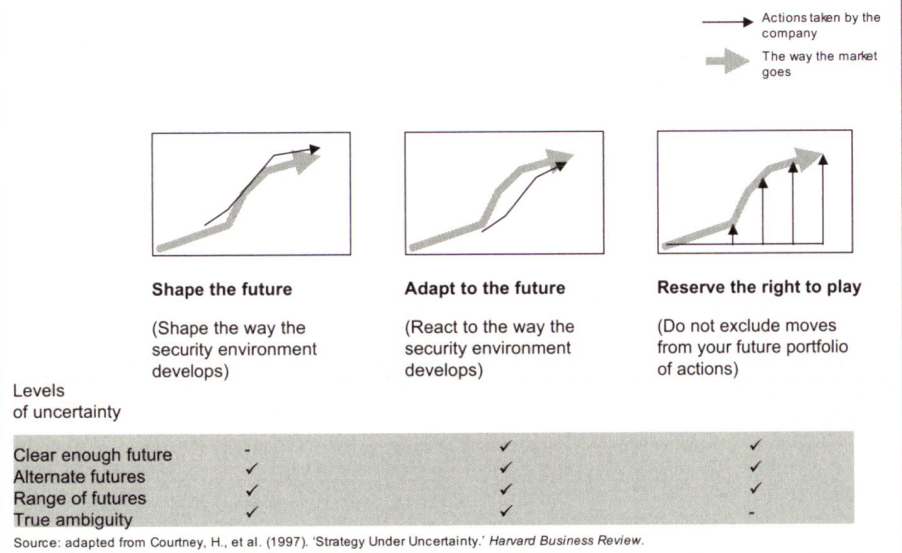 Actions taken by the
company
The way the market
goes
Shape the future
Adapt to the future
Reserve the right to play
(Shape the way the
security environment
develops)
(React to the way the
security environment
develops)
(Do not exclude moves
from your future portfolio
of actions)
Levels
of uncertainty
Clear enough future - ✓ ✓
Alternate futures ✓ ✓ ✓
Range of futures ✓ ✓ ✓
True ambiguity ✓ ✓ -
Source: adapted from Courtney, H., et al. (1997). 'Strategy Under Uncertainty.' Harvard Business Review.